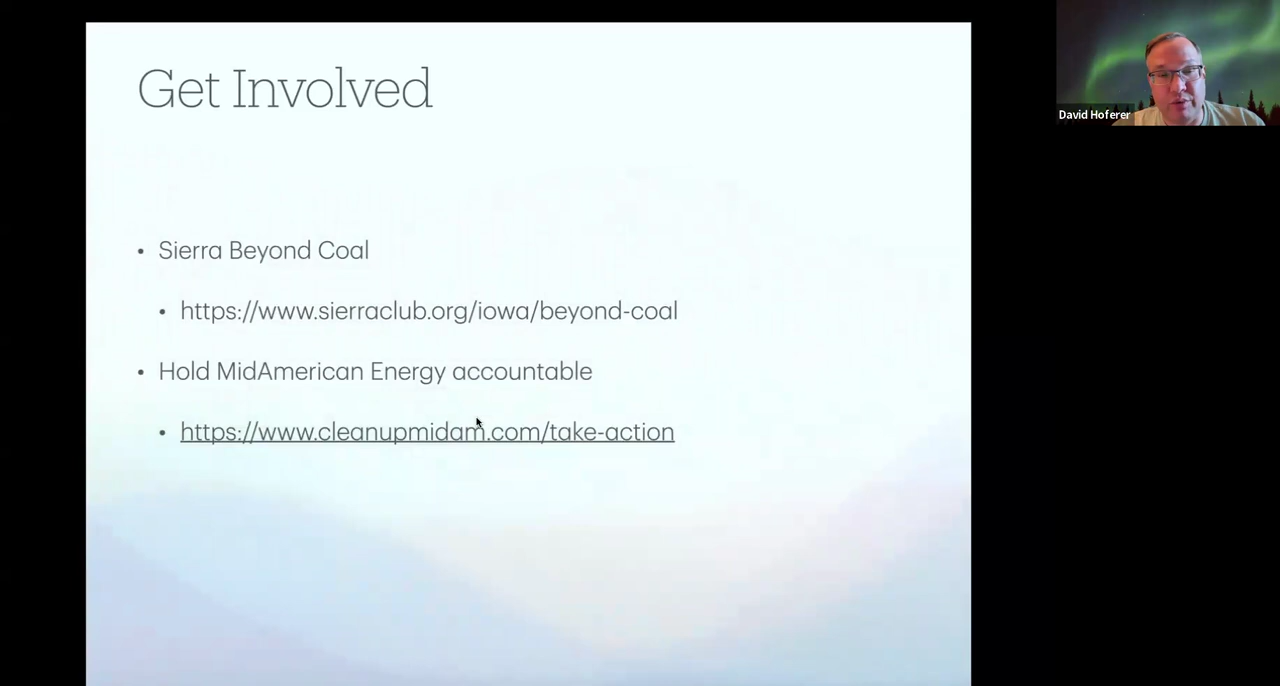 Get Involved
• Sierra Beyond Coal
• https://www.sierraclub.org/iowa/beyond-coal
• Hold MidAmerican Energy accountable
• https://www.cleanupmidam.com/take-action
David Hoferer